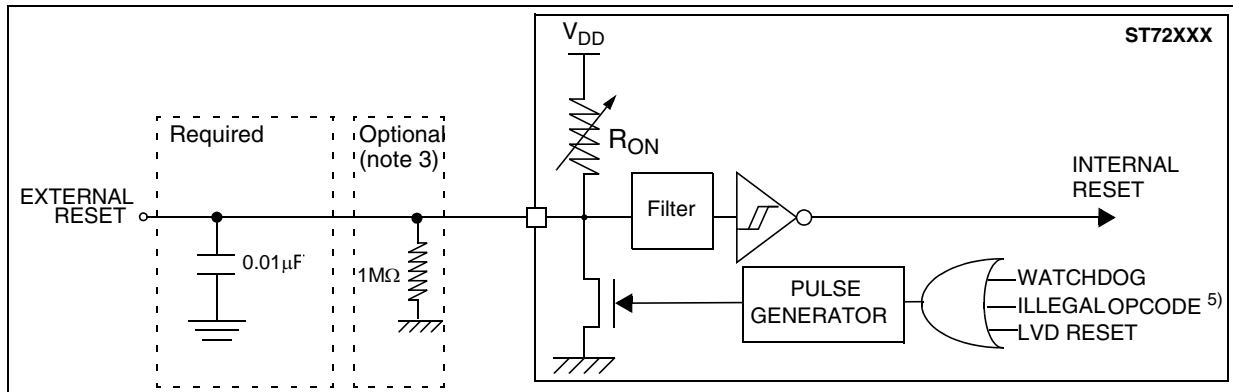 V_DD
ST72XXX
Required
Optional
(note 3)
R_ON
EXTERNAL
RESET
Filter
INTERNAL
RESET
0.01μF
1MΩ
PULSE
GENERATOR
WATCHDOG
ILLEGAL OPCODE 5)
LVD RESET